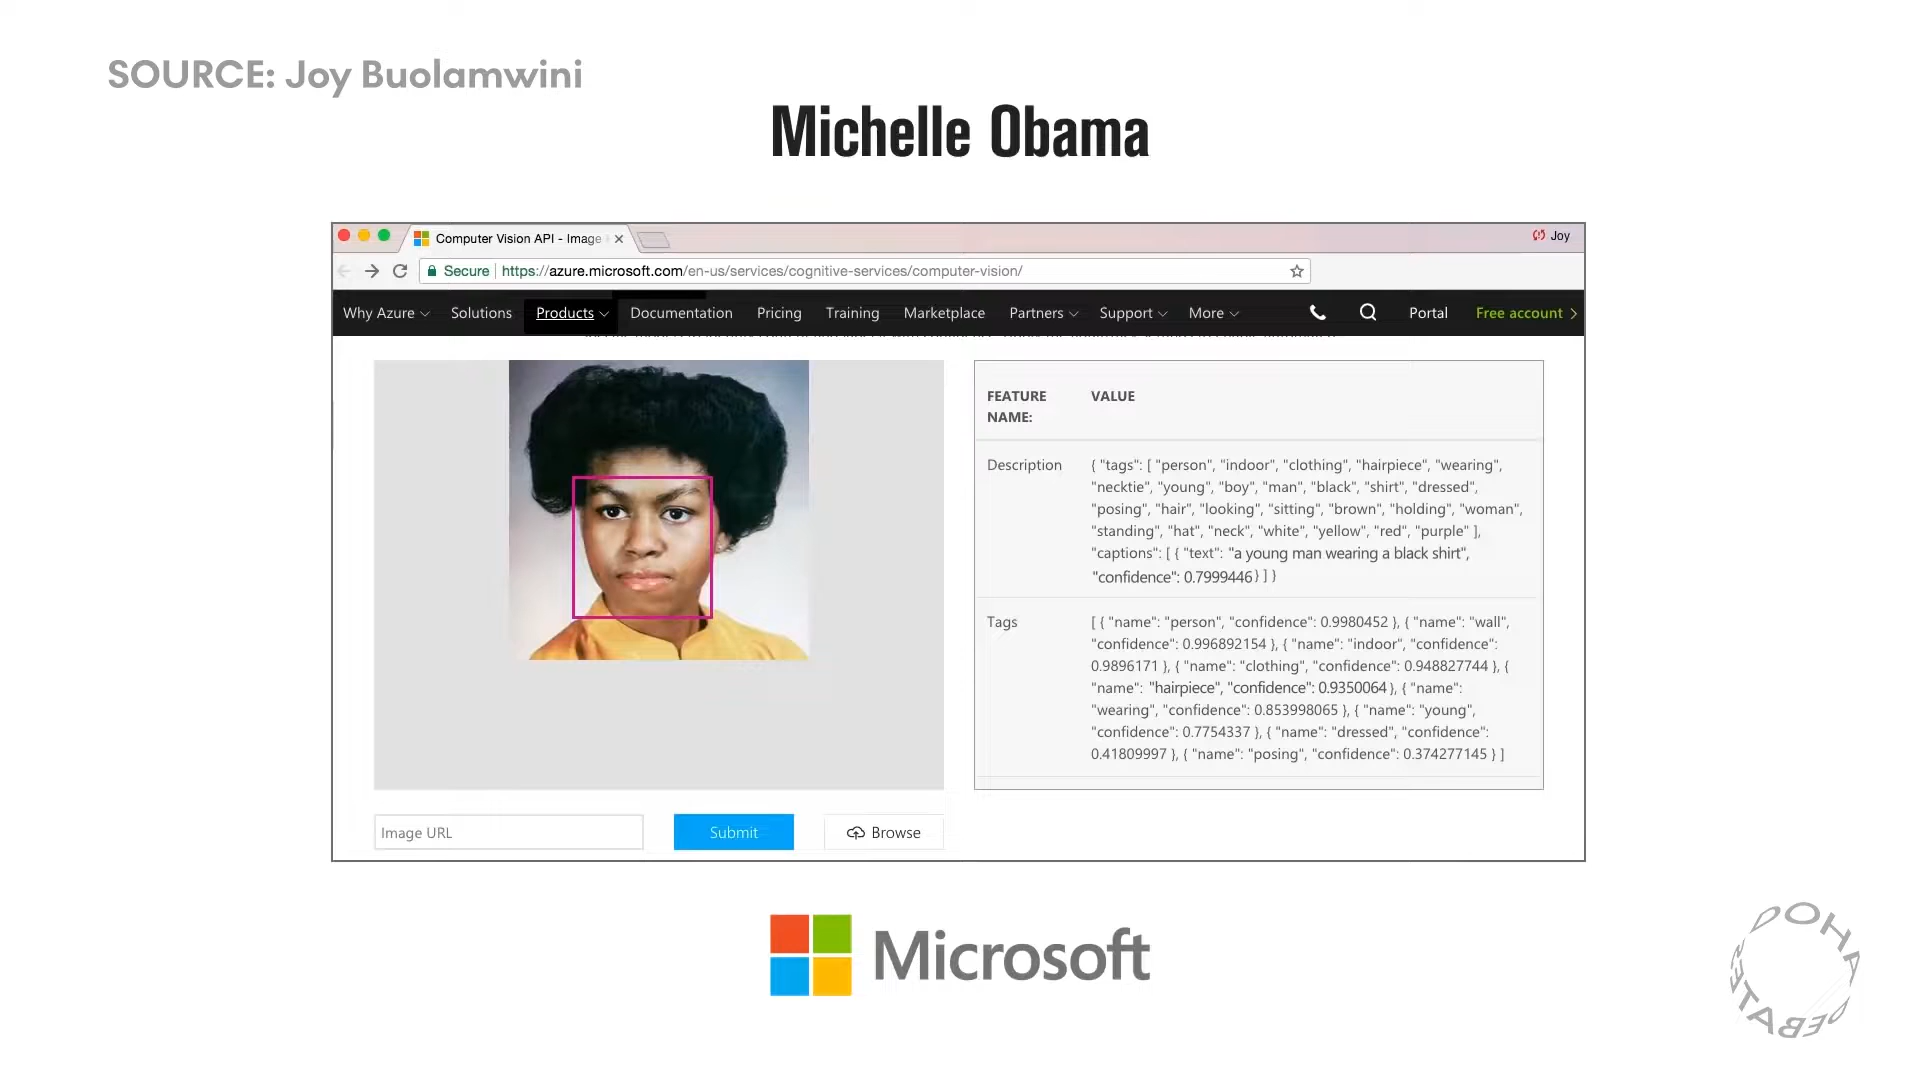 SOURCE: Joy Buolamwini
Michelle Obama
Computer Vision API - Image
Joy
Secure
https://azure.microsoft.com/en-us/services/cognitive-services/computer-vision/
Why Azure
Solutions
Products
Documentation
Pricing
Training
Marketplace
Partners
Support
More
Portal
Free account
FEATURE
NAME:
VALUE
Description
{ "tags": [ "person", "indoor", "clothing", "hairpiece", "wearing",
"necktie", "young", "boy", "man", "black", "shirt", "dressed",
"posing", "hair", "looking", "sitting", "brown", "holding", "woman",
"standing", "hat", "neck", "white", "yellow", "red", "purple" ],
"captions": [ { "text": "a young man wearing a black shirt",
"confidence": 0.7999446 } ] }
Tags
[ { "name": "person", "confidence": 0.9980452 }, { "name": "wall",
"confidence": 0.996892154 }, { "name": "indoor", "confidence":
0.9896171 }, { "name": "clothing", "confidence": 0.948827744 }, {
"name": "hairpiece", "confidence": 0.9350064 }, { "name":
"wearing", "confidence": 0.853998065 }, { "name": "young",
"confidence": 0.7754337 }, { "name": "dressed", "confidence":
0.41809997 }, { "name": "posing", "confidence": 0.374277145 } ]
Image URL
Submit
Browse
Microsoft
DOHA DEBATES